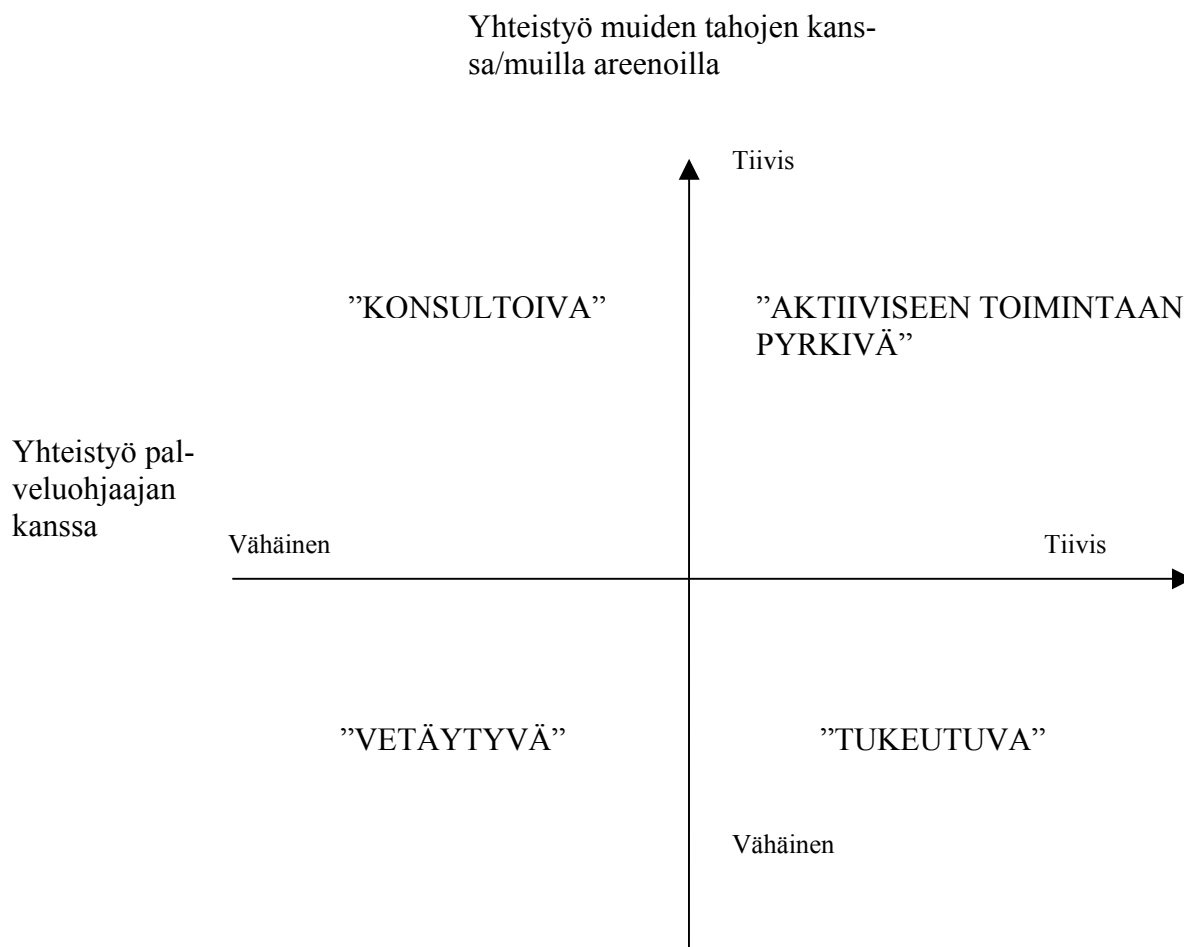 Yhteistyö muiden tahojen kans-
sa/muilla areenoilla
Tiivis
”KONSULTOIVA”
”AKTIIVISEEN TOIMINTAAN
PYRKIVÄ”
Yhteistyö pal-
veluohjaajan
kanssa
Vähäinen
Tiivis
”VETÄYTYVÄ”
”TUKEUTUVA”
Vähäinen